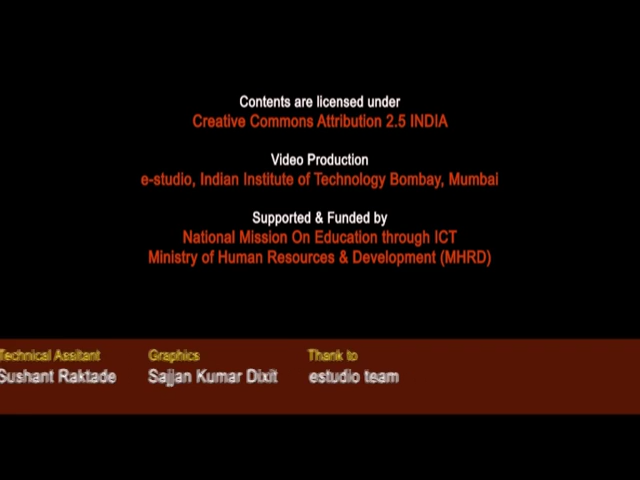 Contents are licensed under
Creative Commons Attribution 2.5 INDIA
Video Production
e-studio, Indian Institute of Technology Bombay, Mumbai
Supported & Funded by
National Mission On Education through ICT
Ministry of Human Resources & Development (MHRD)
Technical Assitant Graphics Thank to
Sushant Raktade Sajjan Kumar Dixit estudio team